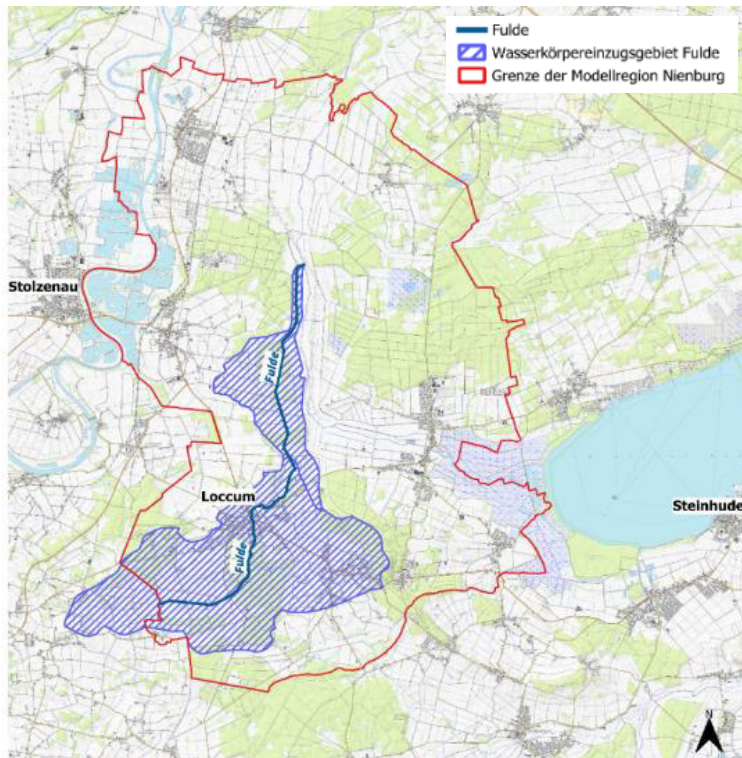 Fulde
Wasserkörpereinzugsgebiet Fulde
Grenze der Modellregion Nienburg
Stolzenau
Fulde
Loccum
Steinhude
Fulde
N